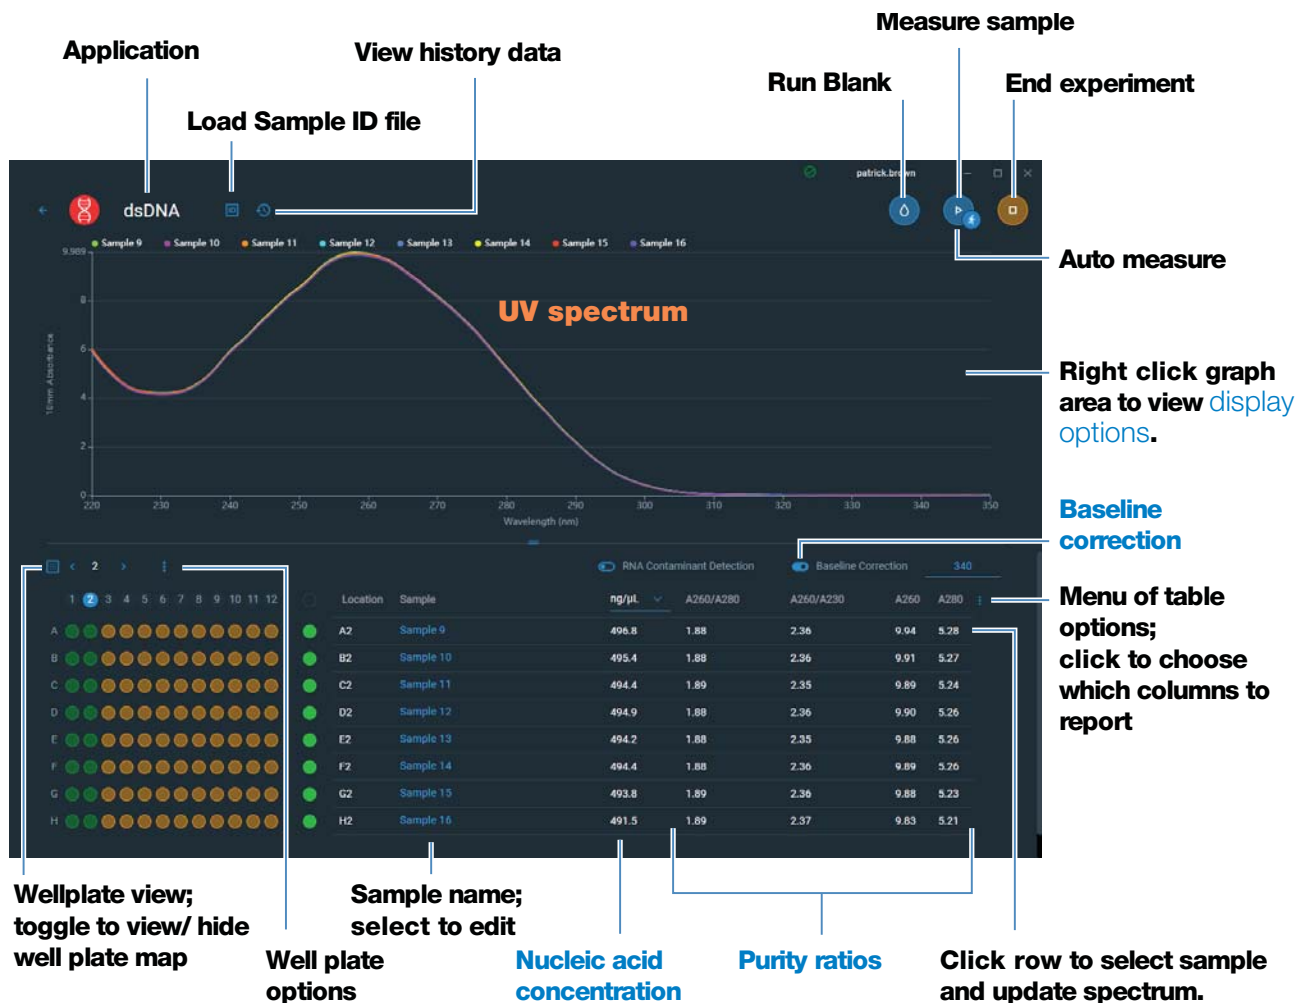 Measure sample
Application
View history data
Run Blank
End experiment
Load Sample ID file
patrick.brown
dsDNA
ID
Sample 9 Sample 10 Sample 11 Sample 12 Sample 13 Sample 14 Sample 15 Sample 16
9.989
8
6
4
2
0
10mm Absorbance
UV spectrum
220 230 240 250 260 270 280 290 300 310 320 330 340 350
Wavelength (nm)
Auto measure
Right click graph
area to view display
options.
Baseline
correction
Menu of table
options;
click to choose
which columns to
report
2
RNA Contaminant Detection
Baseline Correction
340
1 2 3 4 5 6 7 8 9 10 11 12
Location Sample ng/µL A260/A280 A260/A230 A260 A280
A A2 Sample 9 496.8 1.88 2.36 9.94 5.28
B B2 Sample 10 495.4 1.88 2.36 9.91 5.27
C C2 Sample 11 494.4 1.89 2.35 9.89 5.24
D D2 Sample 12 494.9 1.88 2.36 9.90 5.26
E E2 Sample 13 494.2 1.88 2.35 9.88 5.26
F F2 Sample 14 494.4 1.88 2.36 9.89 5.26
G G2 Sample 15 493.8 1.89 2.36 9.88 5.23
H H2 Sample 16 491.5 1.89 2.37 9.83 5.21
Wellplate view;
toggle to view/ hide
well plate map
Well plate
options
Sample name;
select to edit
Nucleic acid
concentration
Purity ratios
Click row to select sample
and update spectrum.